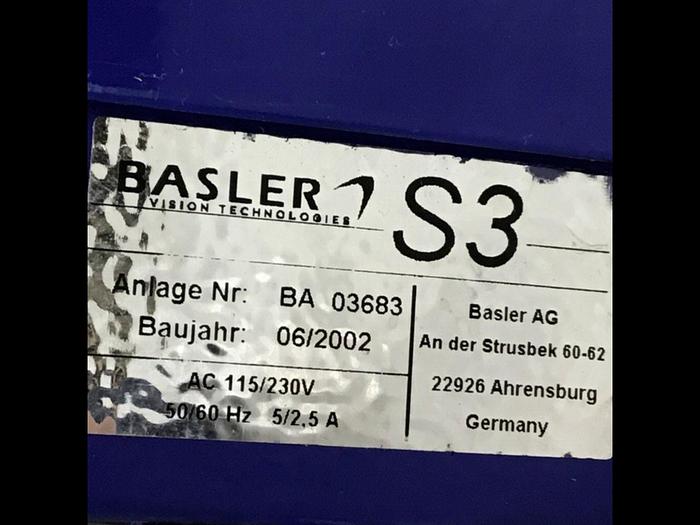 BASLER S3
VISION TECHNOLOGIES
Anlage Nr: BA 03683
Baujahr: 06/2002
AC 115/230V
50/60 Hz 5/2,5 A
Basler AG
An der Strusbek 60-62
22926 Ahrensburg
Germany